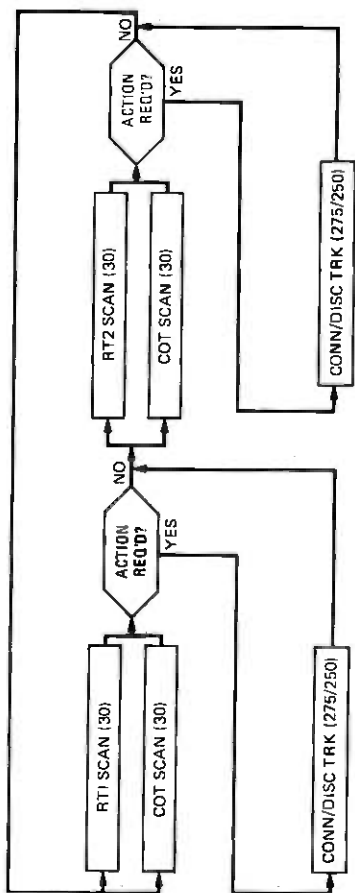 RT1 SCAN (30)
COT SCAN (30)
ACTION
REQ'D?
NO
YES
CONN/DISC TRK (275/250)
RT2 SCAN (30)
COT SCAN (30)
ACTION
REQ'D?
NO
YES
CONN/DISC TRK (275/250)